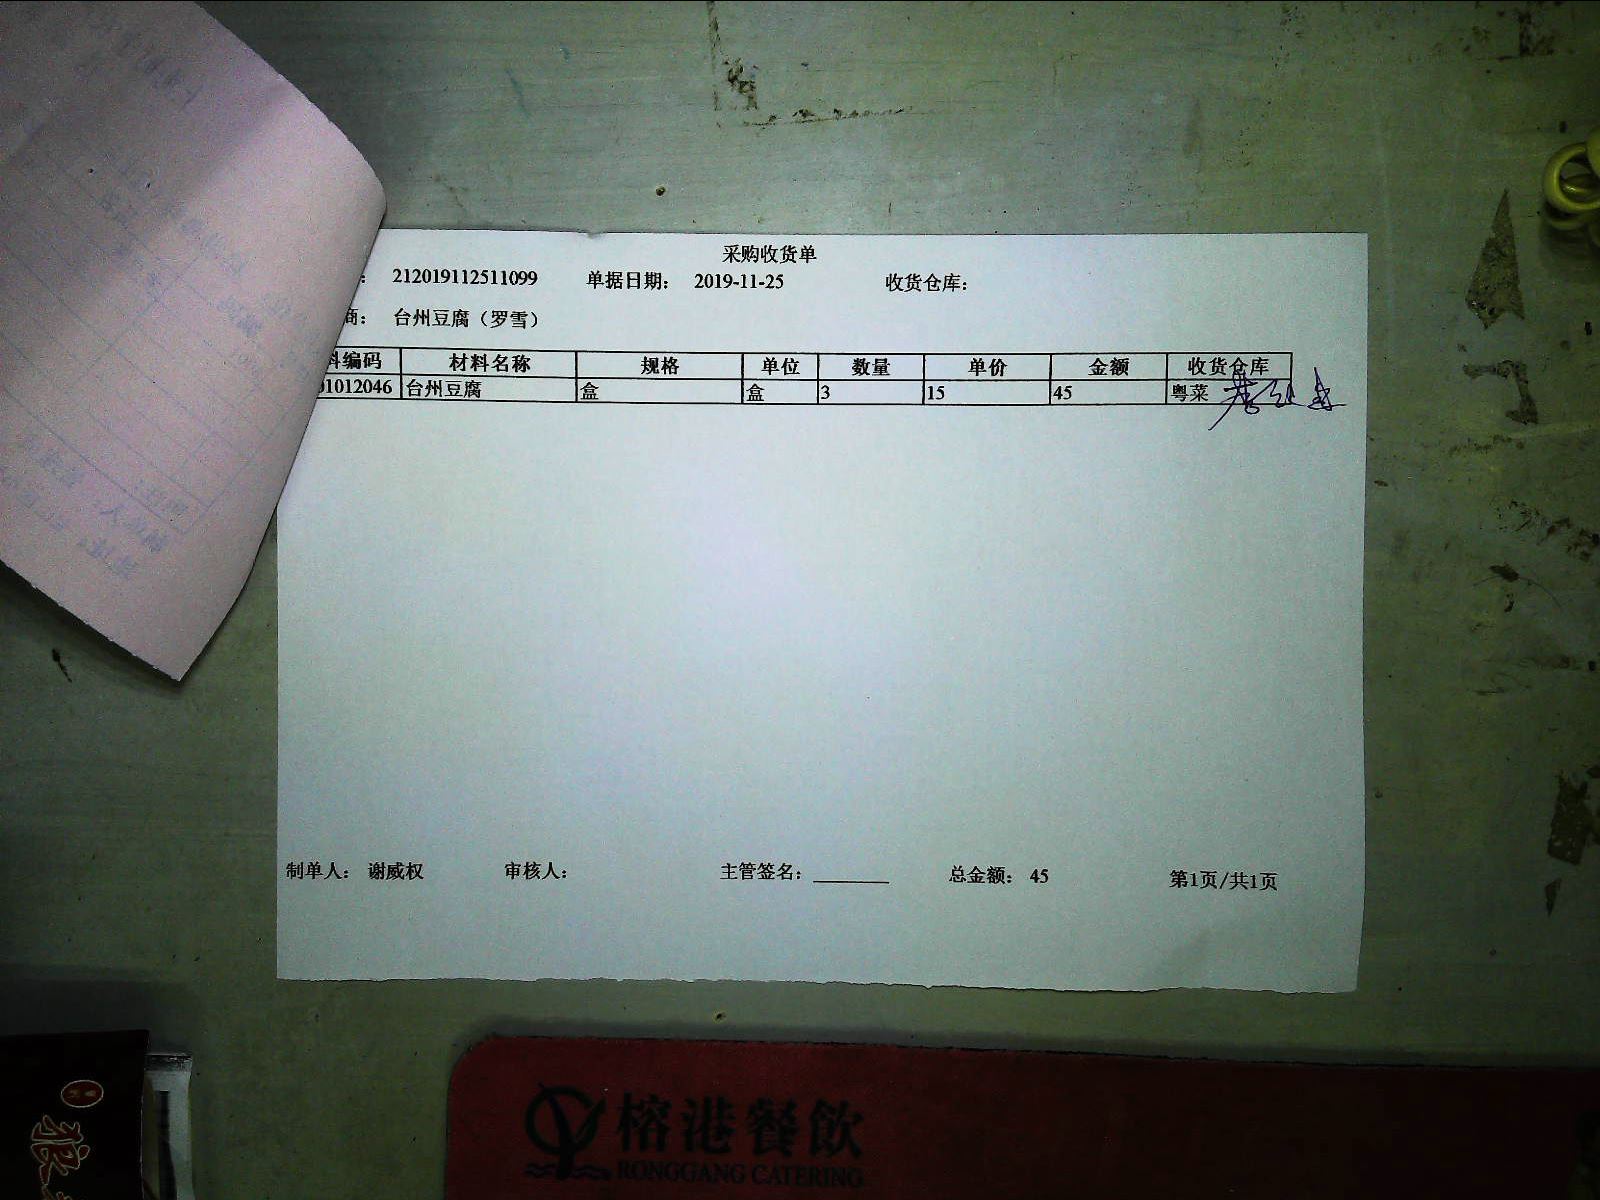 采购收货单
: 212019112511099 单据日期: 2019-11-25 收货仓库:
商: 台州豆腐(罗雪)
料编码 材料名称 规格 单位 数量 单价 金额 收货仓库
01012046 台州豆腐 盒 盒 3 15 45 粤菜
制单人: 谢威权 审核人: 主管签名: ________ 总金额: 45 第1页/共1页
榕港餐飲
RONGGANG CATERING